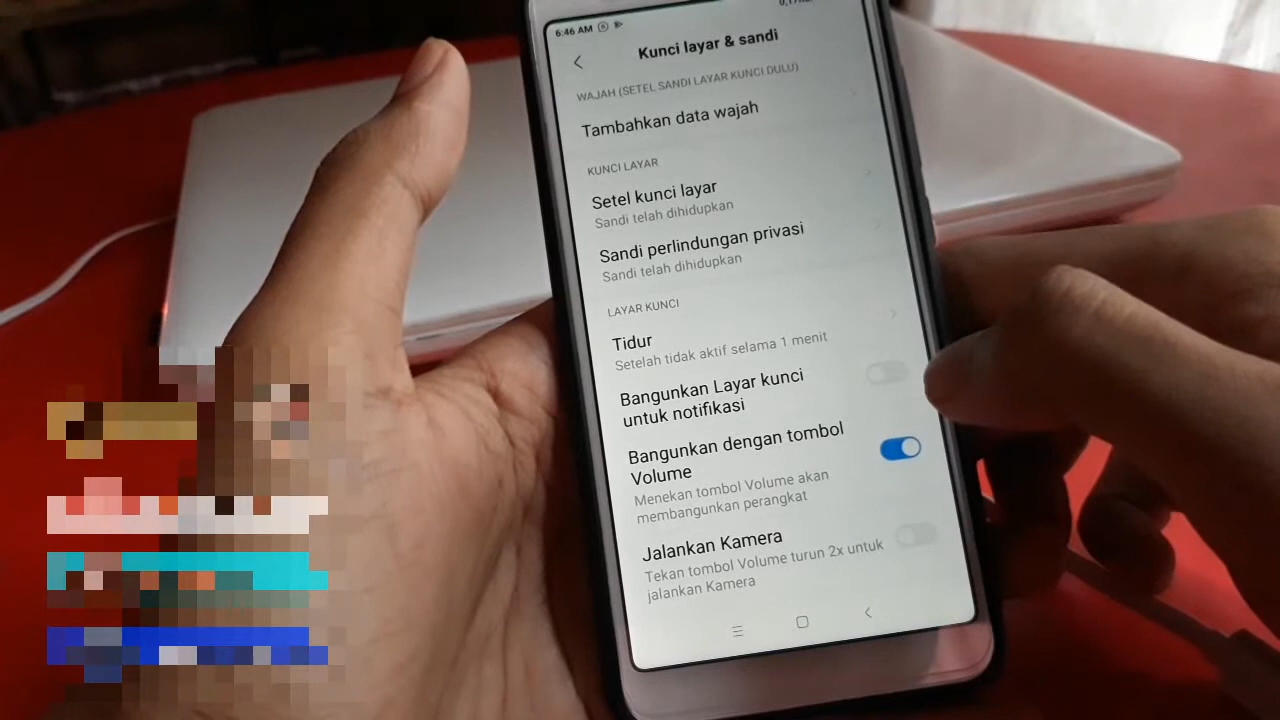 6:46 AM
Kunci layar & sandi
WAJAH (SETEL SANDI LAYAR KUNCI DULU)
Tambahkan data wajah
KUNCI LAYAR
Setel kunci layar
Sandi telah dihidupkan
Sandi perlindungan privasi
Sandi telah dihidupkan
LAYAR KUNCI
Tidur
Setelah tidak aktif selama 1 menit
Bangunkan Layar kunci
untuk notifikasi
Bangunkan dengan tombol
Volume
Menekan tombol Volume akan
membangunkan perangkat
Jalankan Kamera
Tekan tombol Volume turun 2x untuk
jalankan Kamera